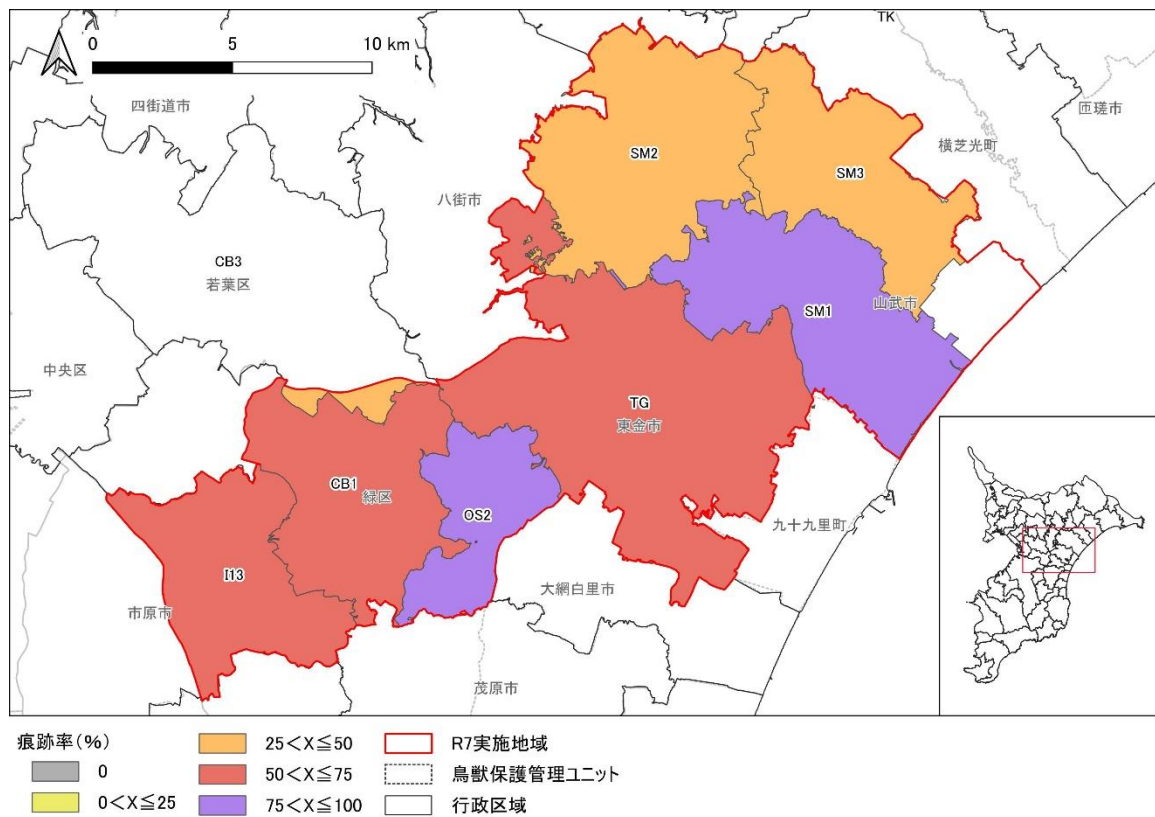 0 5 10 km
TK
四街道市
匝瑳市
横芝光町
SM2
SM3
八街市
CB3
若葉区
山武市
SM1
中央区
TG
東金市
CB1
緑区
OS2
九十九里町
I13
大網白里市
市原市
茂原市
痕跡率(%)
0
0<X≦25
25<X≦50
50<X≦75
75<X≦100
R7実施地域
鳥獣保護管理ユニット
行政区域